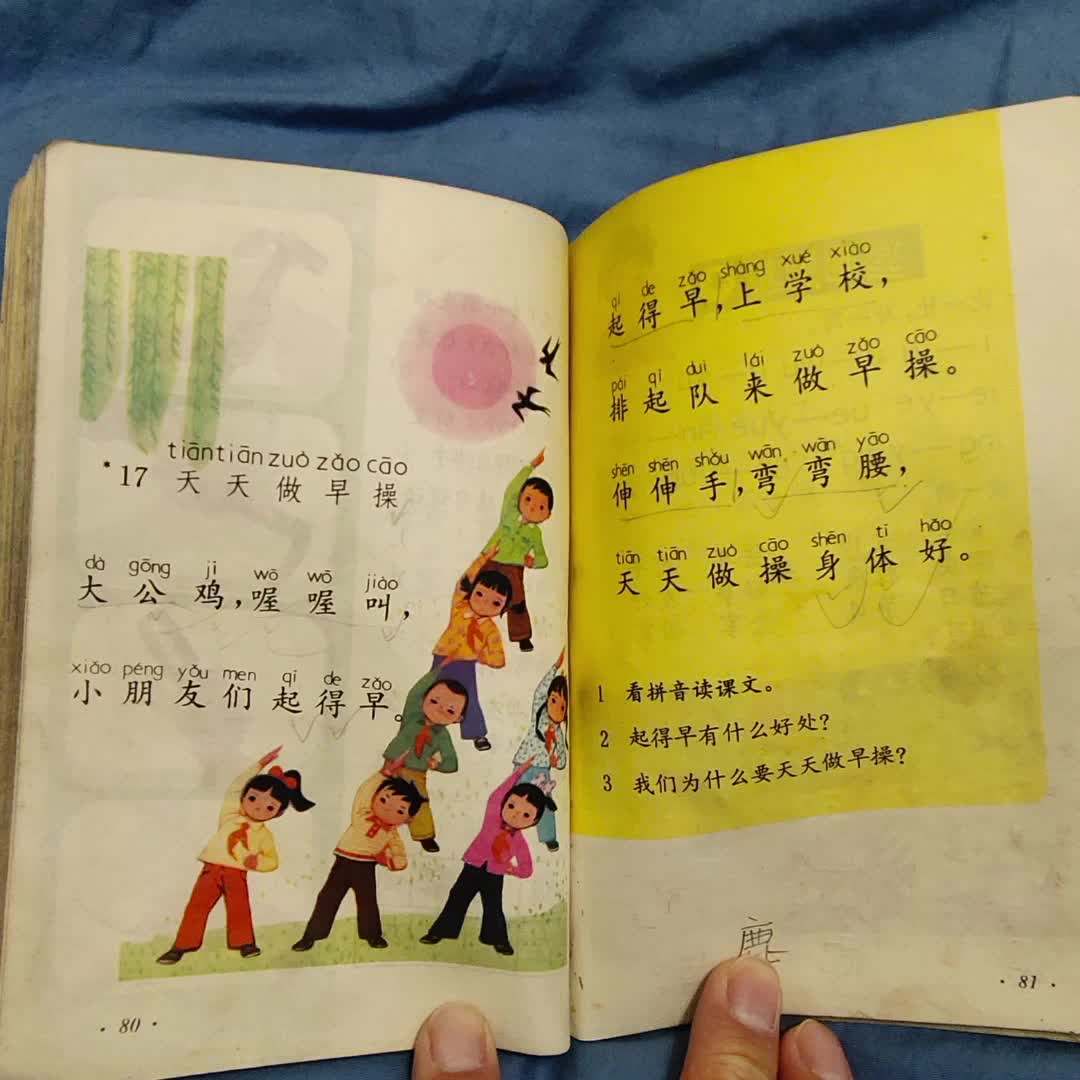 tiān tiān zuò zǎo cāo
*17 天天做早操
dà gōng jī wō wō jiào
大公鸡,喔喔叫,
xiǎo péng yǒu men qǐ de zǎo
小朋友们起得早。
· 80 ·
qǐ de zǎo shàng xué xiào
起得早,上学校,
pái qǐ duì lái zuò zǎo cāo
排起队来做早操。
shēn shēn shǒu wān wān yāo
伸伸手,弯弯腰,
tiān tiān zuò cāo shēn tǐ hǎo
天天做操身体好。
1 看拼音读课文。
2 起得早有什么好处?
3 我们为什么要天天做早操?
鹿
· 81 ·